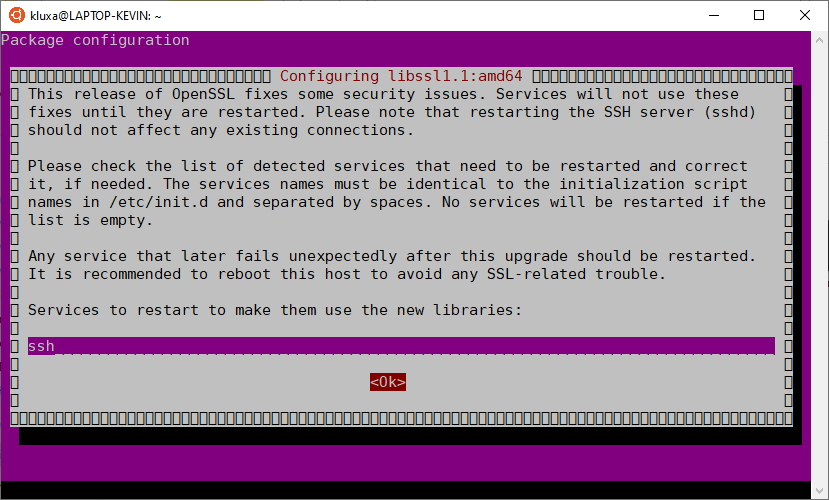 kluxa@LAPTOP-KEVIN: ~
Package configuration
Configuring libssl1.1:amd64
This release of OpenSSL fixes some security issues. Services will not use these
fixes until they are restarted. Please note that restarting the SSH server (sshd)
should not affect any existing connections.
Please check the list of detected services that need to be restarted and correct
it, if needed. The services names must be identical to the initialization script
names in /etc/init.d and separated by spaces. No services will be restarted if the
list is empty.
Any service that later fails unexpectedly after this upgrade should be restarted.
It is recommended to reboot this host to avoid any SSL-related trouble.
Services to restart to make them use the new libraries:
ssh
<Ok>